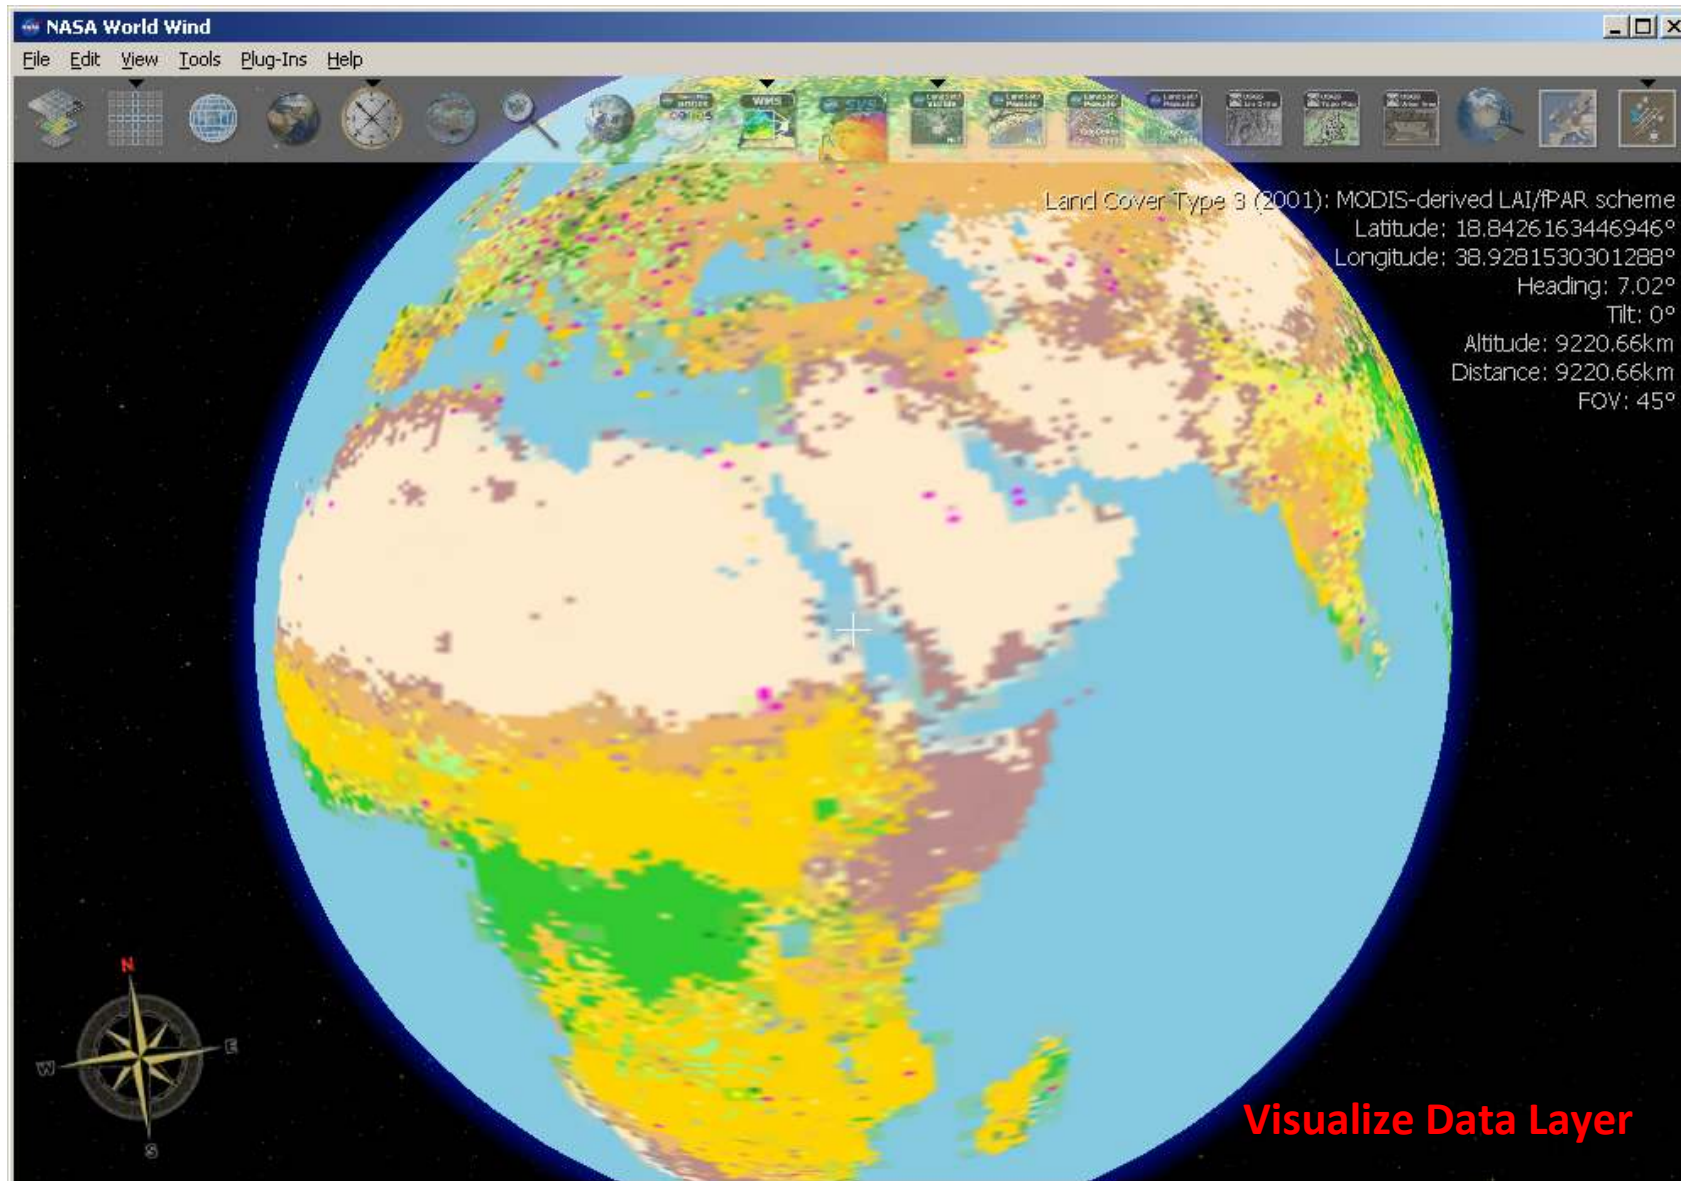 NASA World Wind
File Edit View Tools Plug-Ins Help
WMS
SVS
Land Cover Type 3 (2001): MODIS-derived LAI/fPAR scheme
Latitude: 18.8426163446946°
Longitude: 38.9281530301288°
Heading: 7.02°
Tilt: 0°
Altitude: 9220.66km
Distance: 9220.66km
FOV: 45°
N
W E
S
Visualize Data Layer